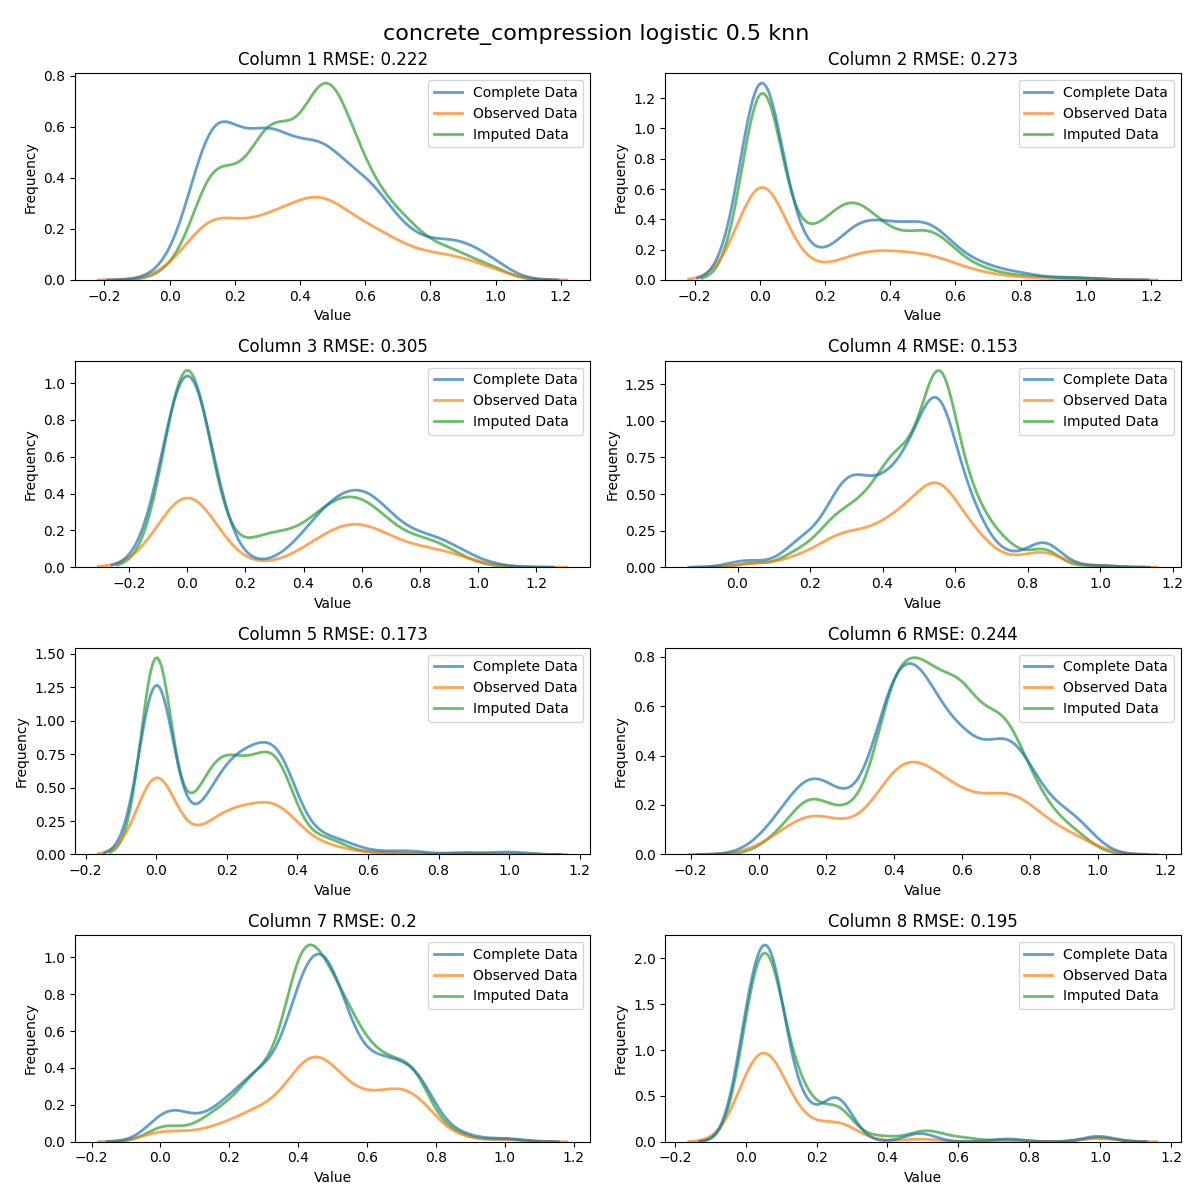 concrete_compression logistic 0.5 knn
Column 1 RMSE: 0.222
Frequency
0.8
0.6
0.4
0.2
0.0
Complete Data
Observed Data
Imputed Data
−0.2 0.0 0.2 0.4 0.6 0.8 1.0 1.2
Value
Column 2 RMSE: 0.273
Frequency
1.2
1.0
0.8
0.6
0.4
0.2
0.0
Complete Data
Observed Data
Imputed Data
−0.2 0.0 0.2 0.4 0.6 0.8 1.0 1.2
Value
Column 3 RMSE: 0.305
Frequency
1.0
0.8
0.6
0.4
0.2
0.0
Complete Data
Observed Data
Imputed Data
−0.2 0.0 0.2 0.4 0.6 0.8 1.0 1.2
Value
Column 4 RMSE: 0.153
Frequency
1.25
1.00
0.75
0.50
0.25
0.00
Complete Data
Observed Data
Imputed Data
0.0 0.2 0.4 0.6 0.8 1.0 1.2
Value
Column 5 RMSE: 0.173
Frequency
1.50
1.25
1.00
0.75
0.50
0.25
0.00
Complete Data
Observed Data
Imputed Data
−0.2 0.0 0.2 0.4 0.6 0.8 1.0 1.2
Value
Column 6 RMSE: 0.244
Frequency
0.8
0.6
0.4
0.2
0.0
Complete Data
Observed Data
Imputed Data
−0.2 0.0 0.2 0.4 0.6 0.8 1.0 1.2
Value
Column 7 RMSE: 0.2
Frequency
1.0
0.8
0.6
0.4
0.2
0.0
Complete Data
Observed Data
Imputed Data
−0.2 0.0 0.2 0.4 0.6 0.8 1.0 1.2
Value
Column 8 RMSE: 0.195
Frequency
2.0
1.5
1.0
0.5
0.0
Complete Data
Observed Data
Imputed Data
−0.2 0.0 0.2 0.4 0.6 0.8 1.0 1.2
Value